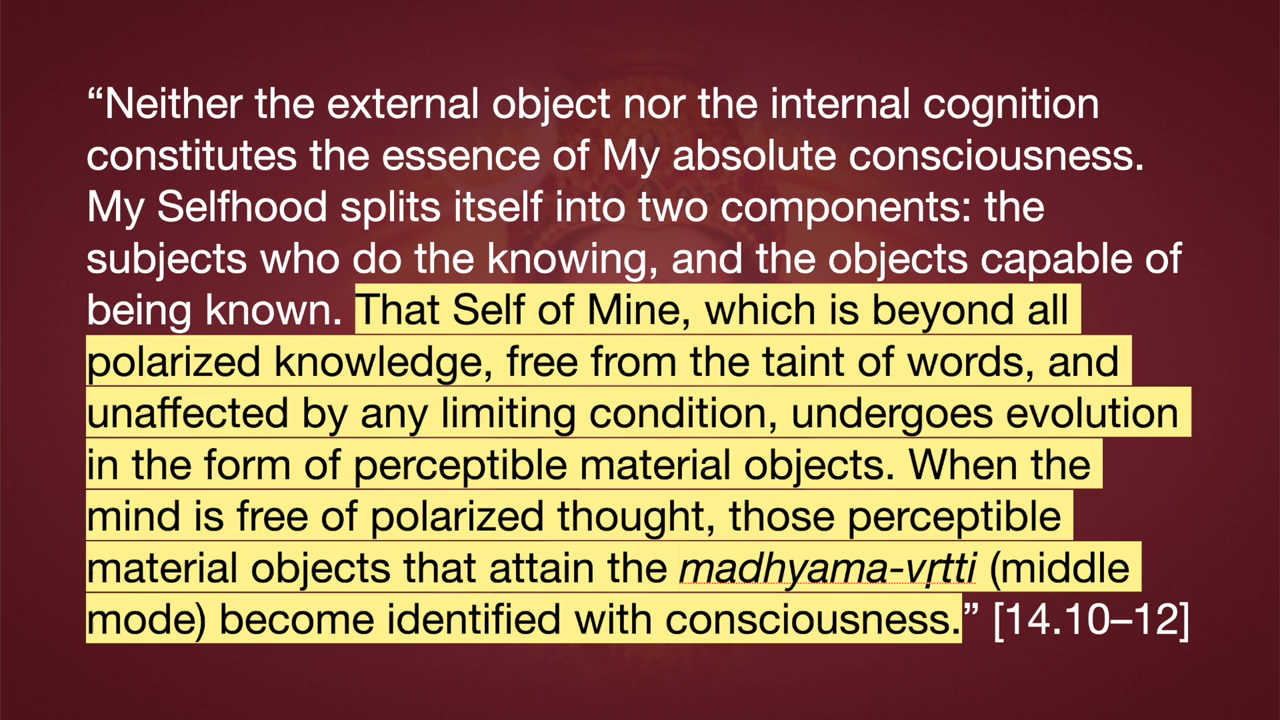 “Neither the external object nor the internal cognition
constitutes the essence of My absolute consciousness.
My Selfhood splits itself into two components: the
subjects who do the knowing, and the objects capable of
being known. That Self of Mine, which is beyond all
polarized knowledge, free from the taint of words, and
unaffected by any limiting condition, undergoes evolution
in the form of perceptible material objects. When the
mind is free of polarized thought, those perceptible
material objects that attain the madhyama-vṛtti (middle
mode) become identified with consciousness.” [14.10–12]